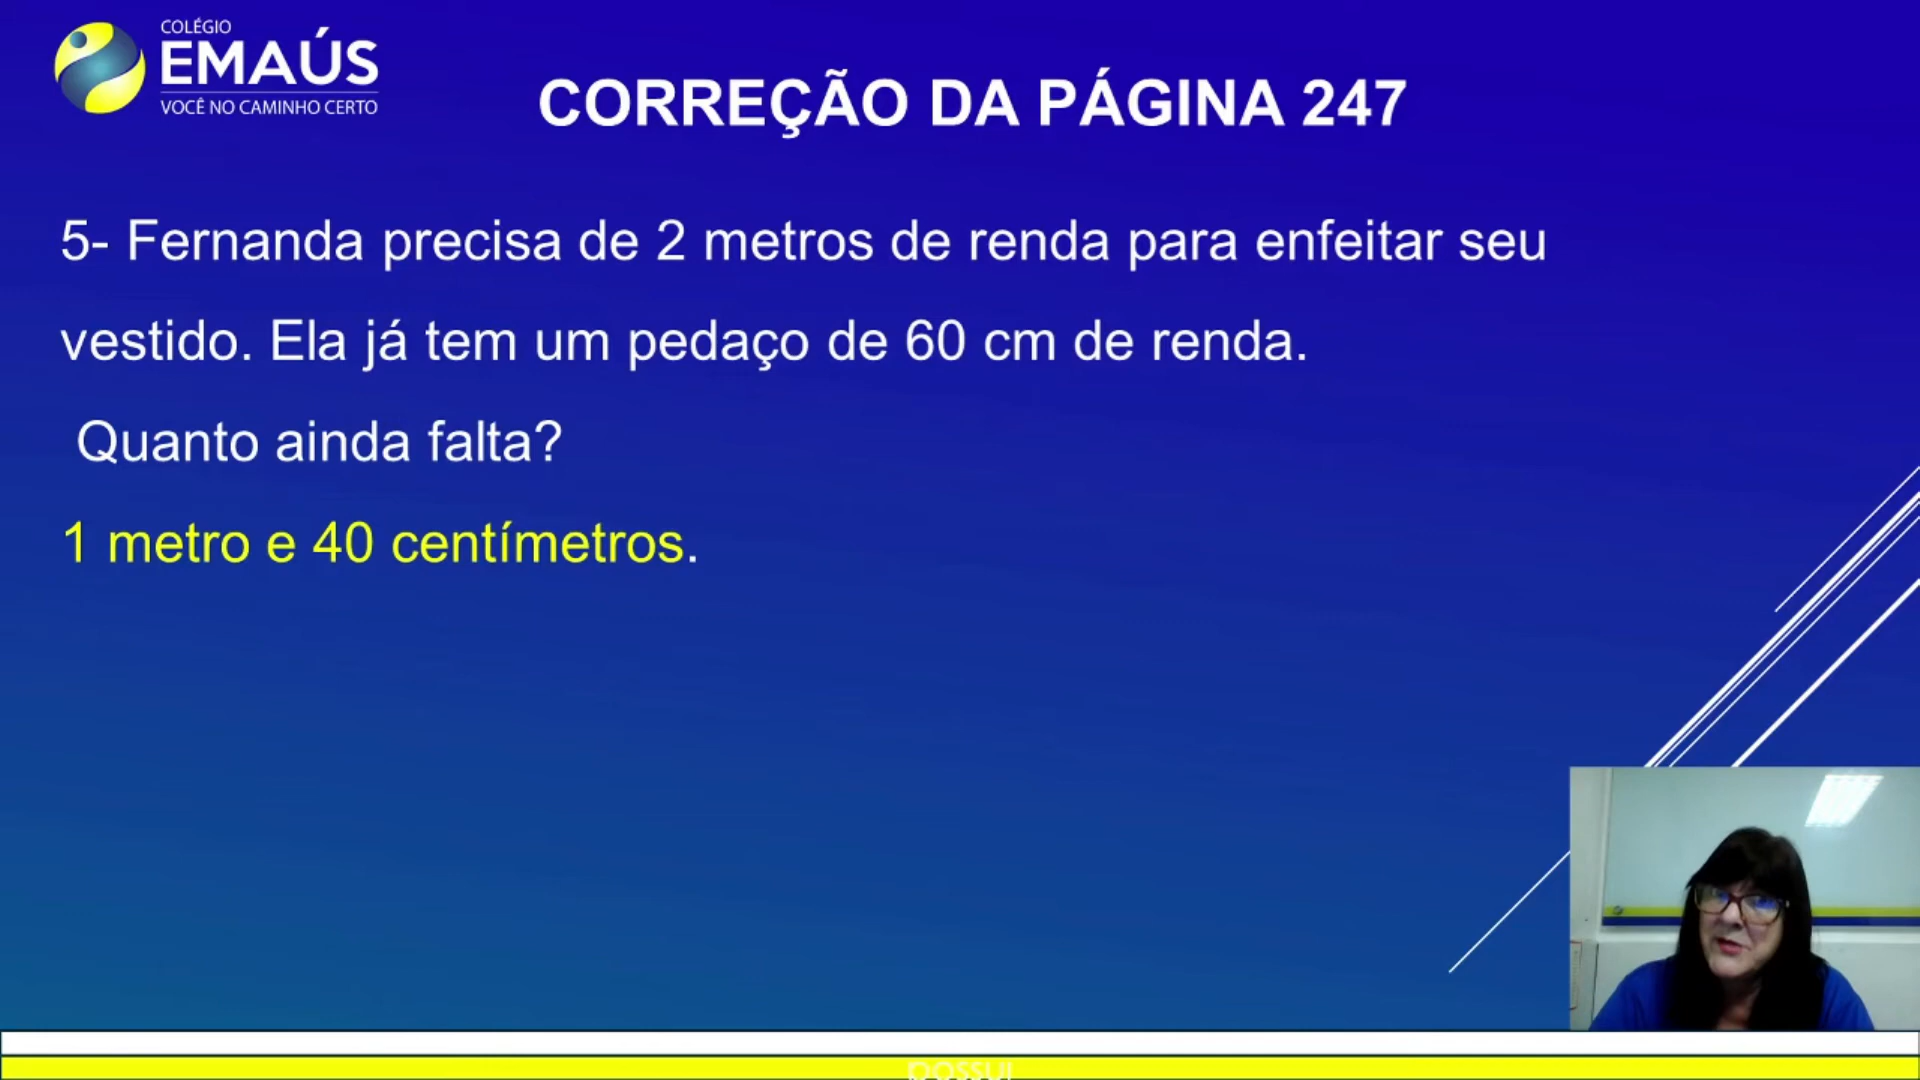 COLÉGIO
EMAÚS
VOCÊ NO CAMINHO CERTO
CORREÇÃO DA PÁGINA 247
5- Fernanda precisa de 2 metros de renda para enfeitar seu
vestido. Ela já tem um pedaço de 60 cm de renda.
Quanto ainda falta?
1 metro e 40 centímetros.
possui